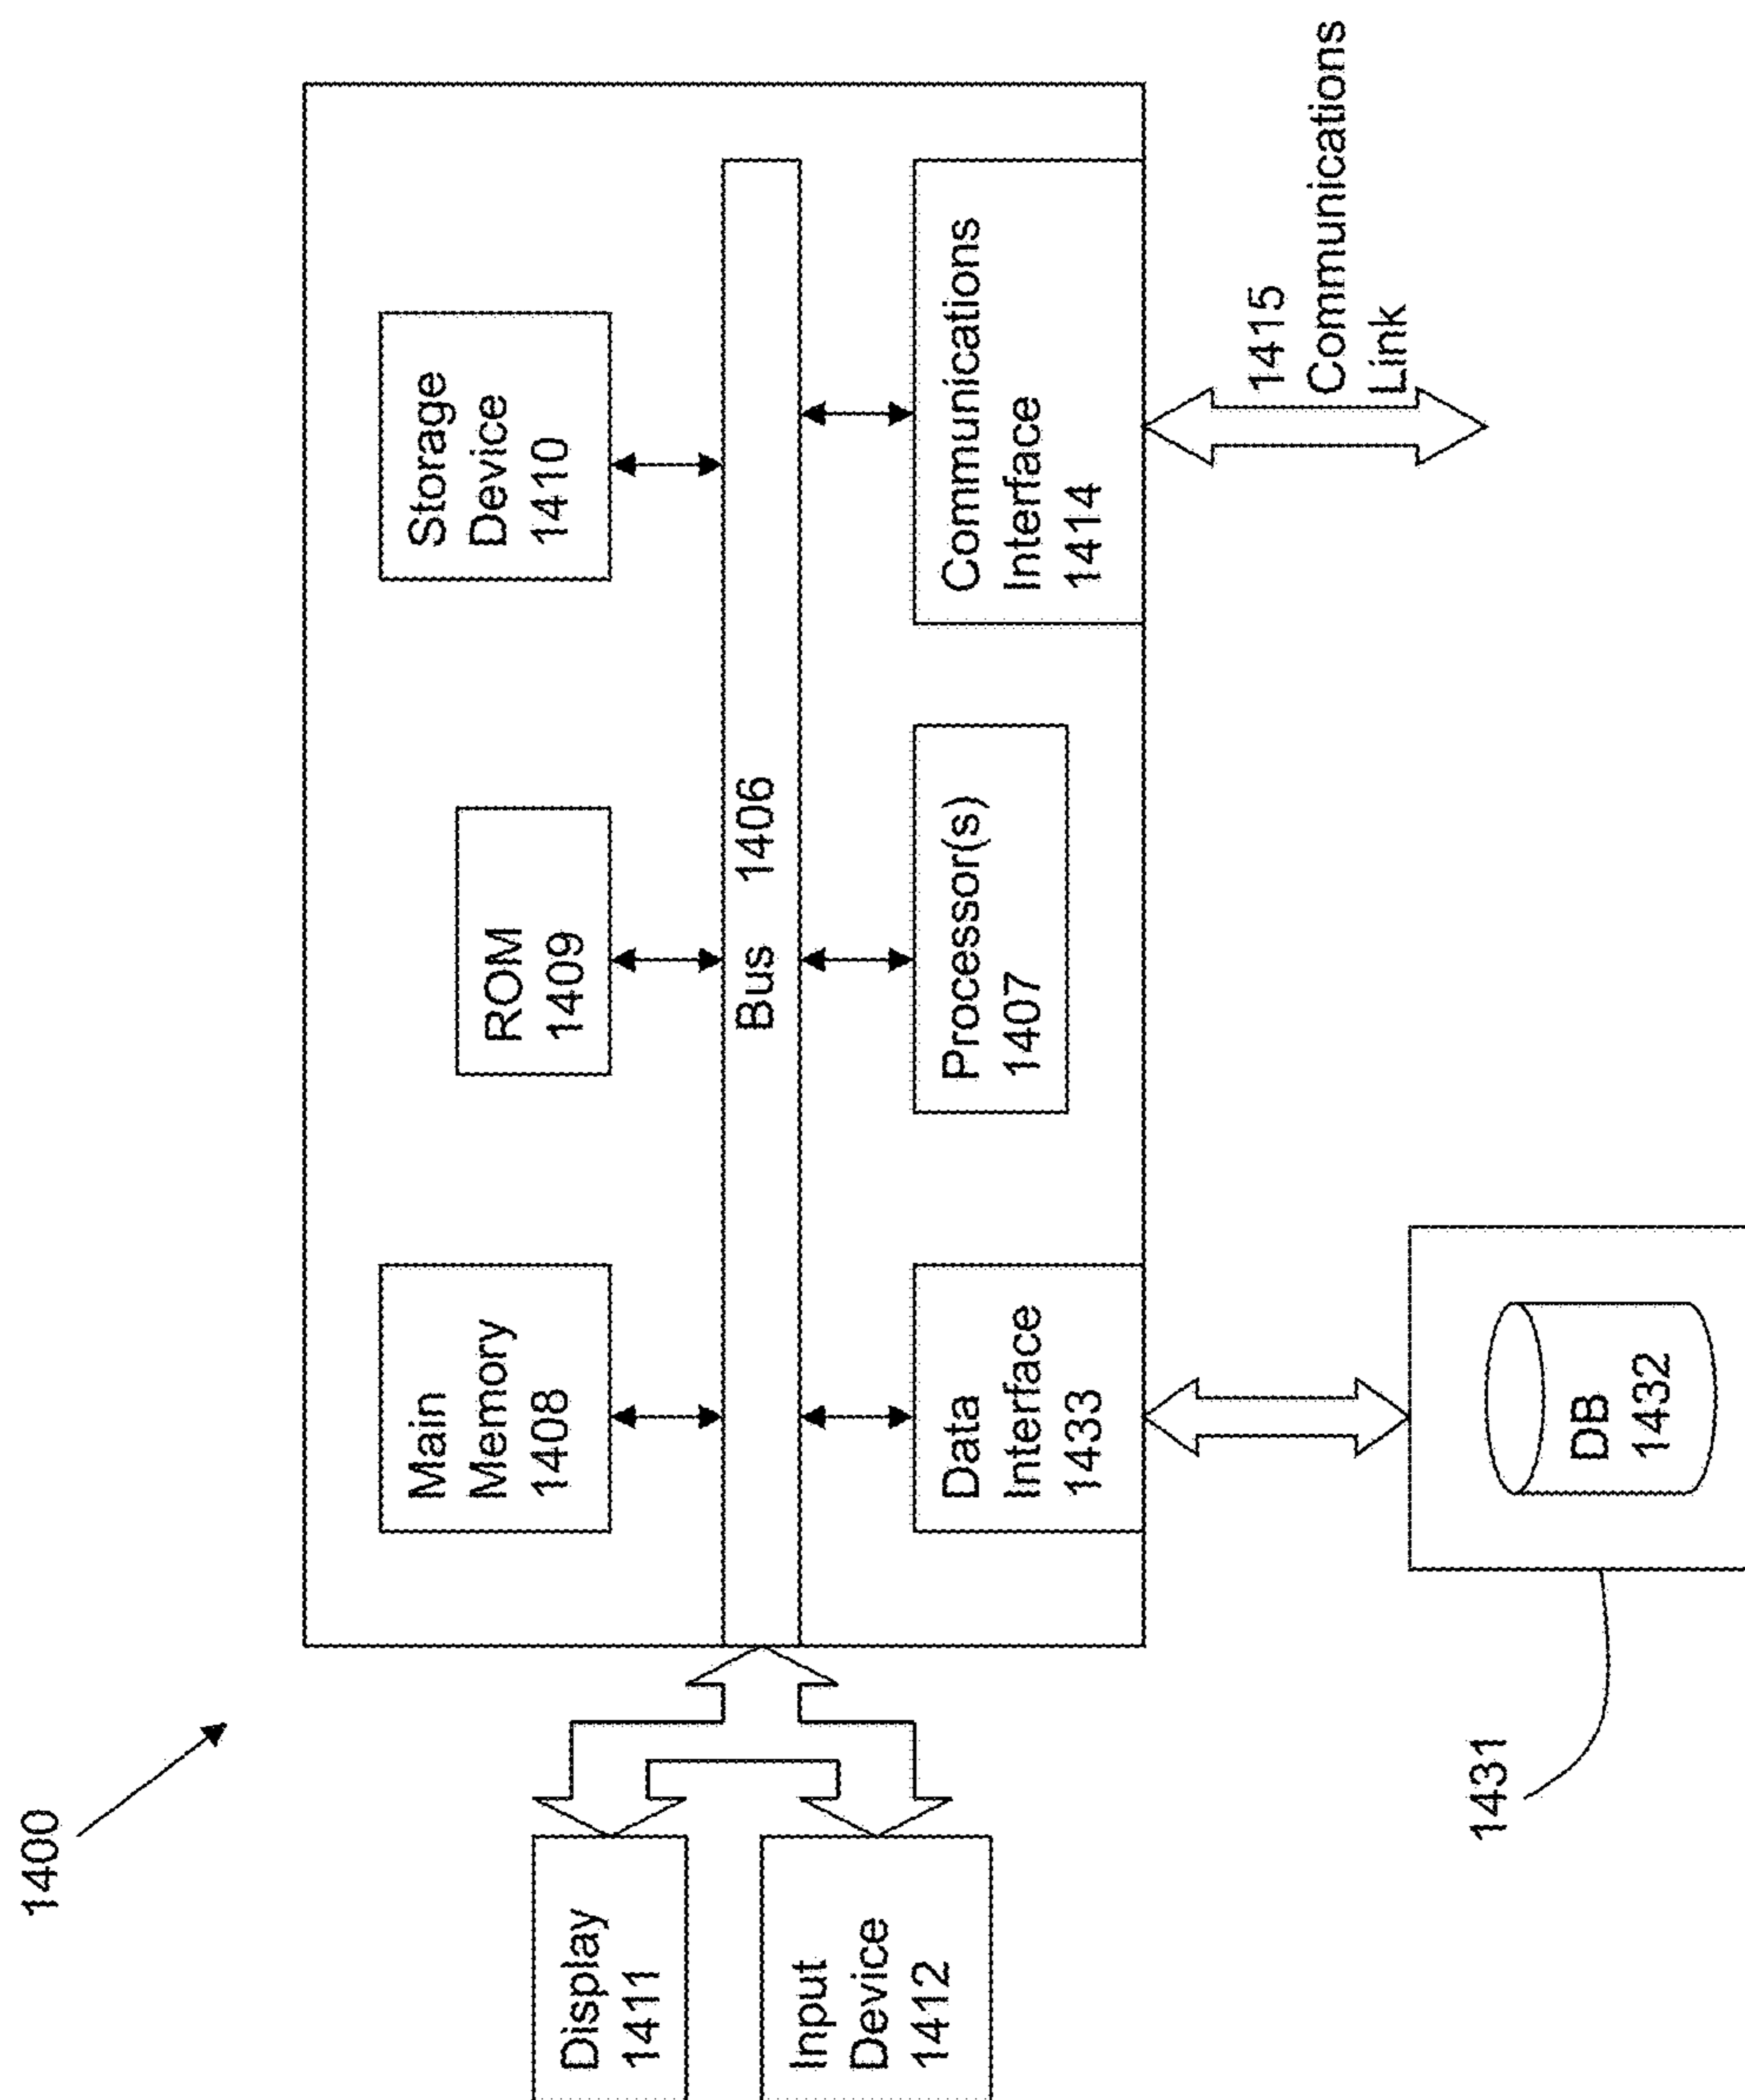 1400
Main
Memory
1408
ROM
1409
Storage
Device
1410
Bus 1406
Display
1411
Input
Device
1412
Data
Interface
1433
Processor(s)
1407
Communications
Interface
1414
1415
Communications
Link
1431
DB
1432